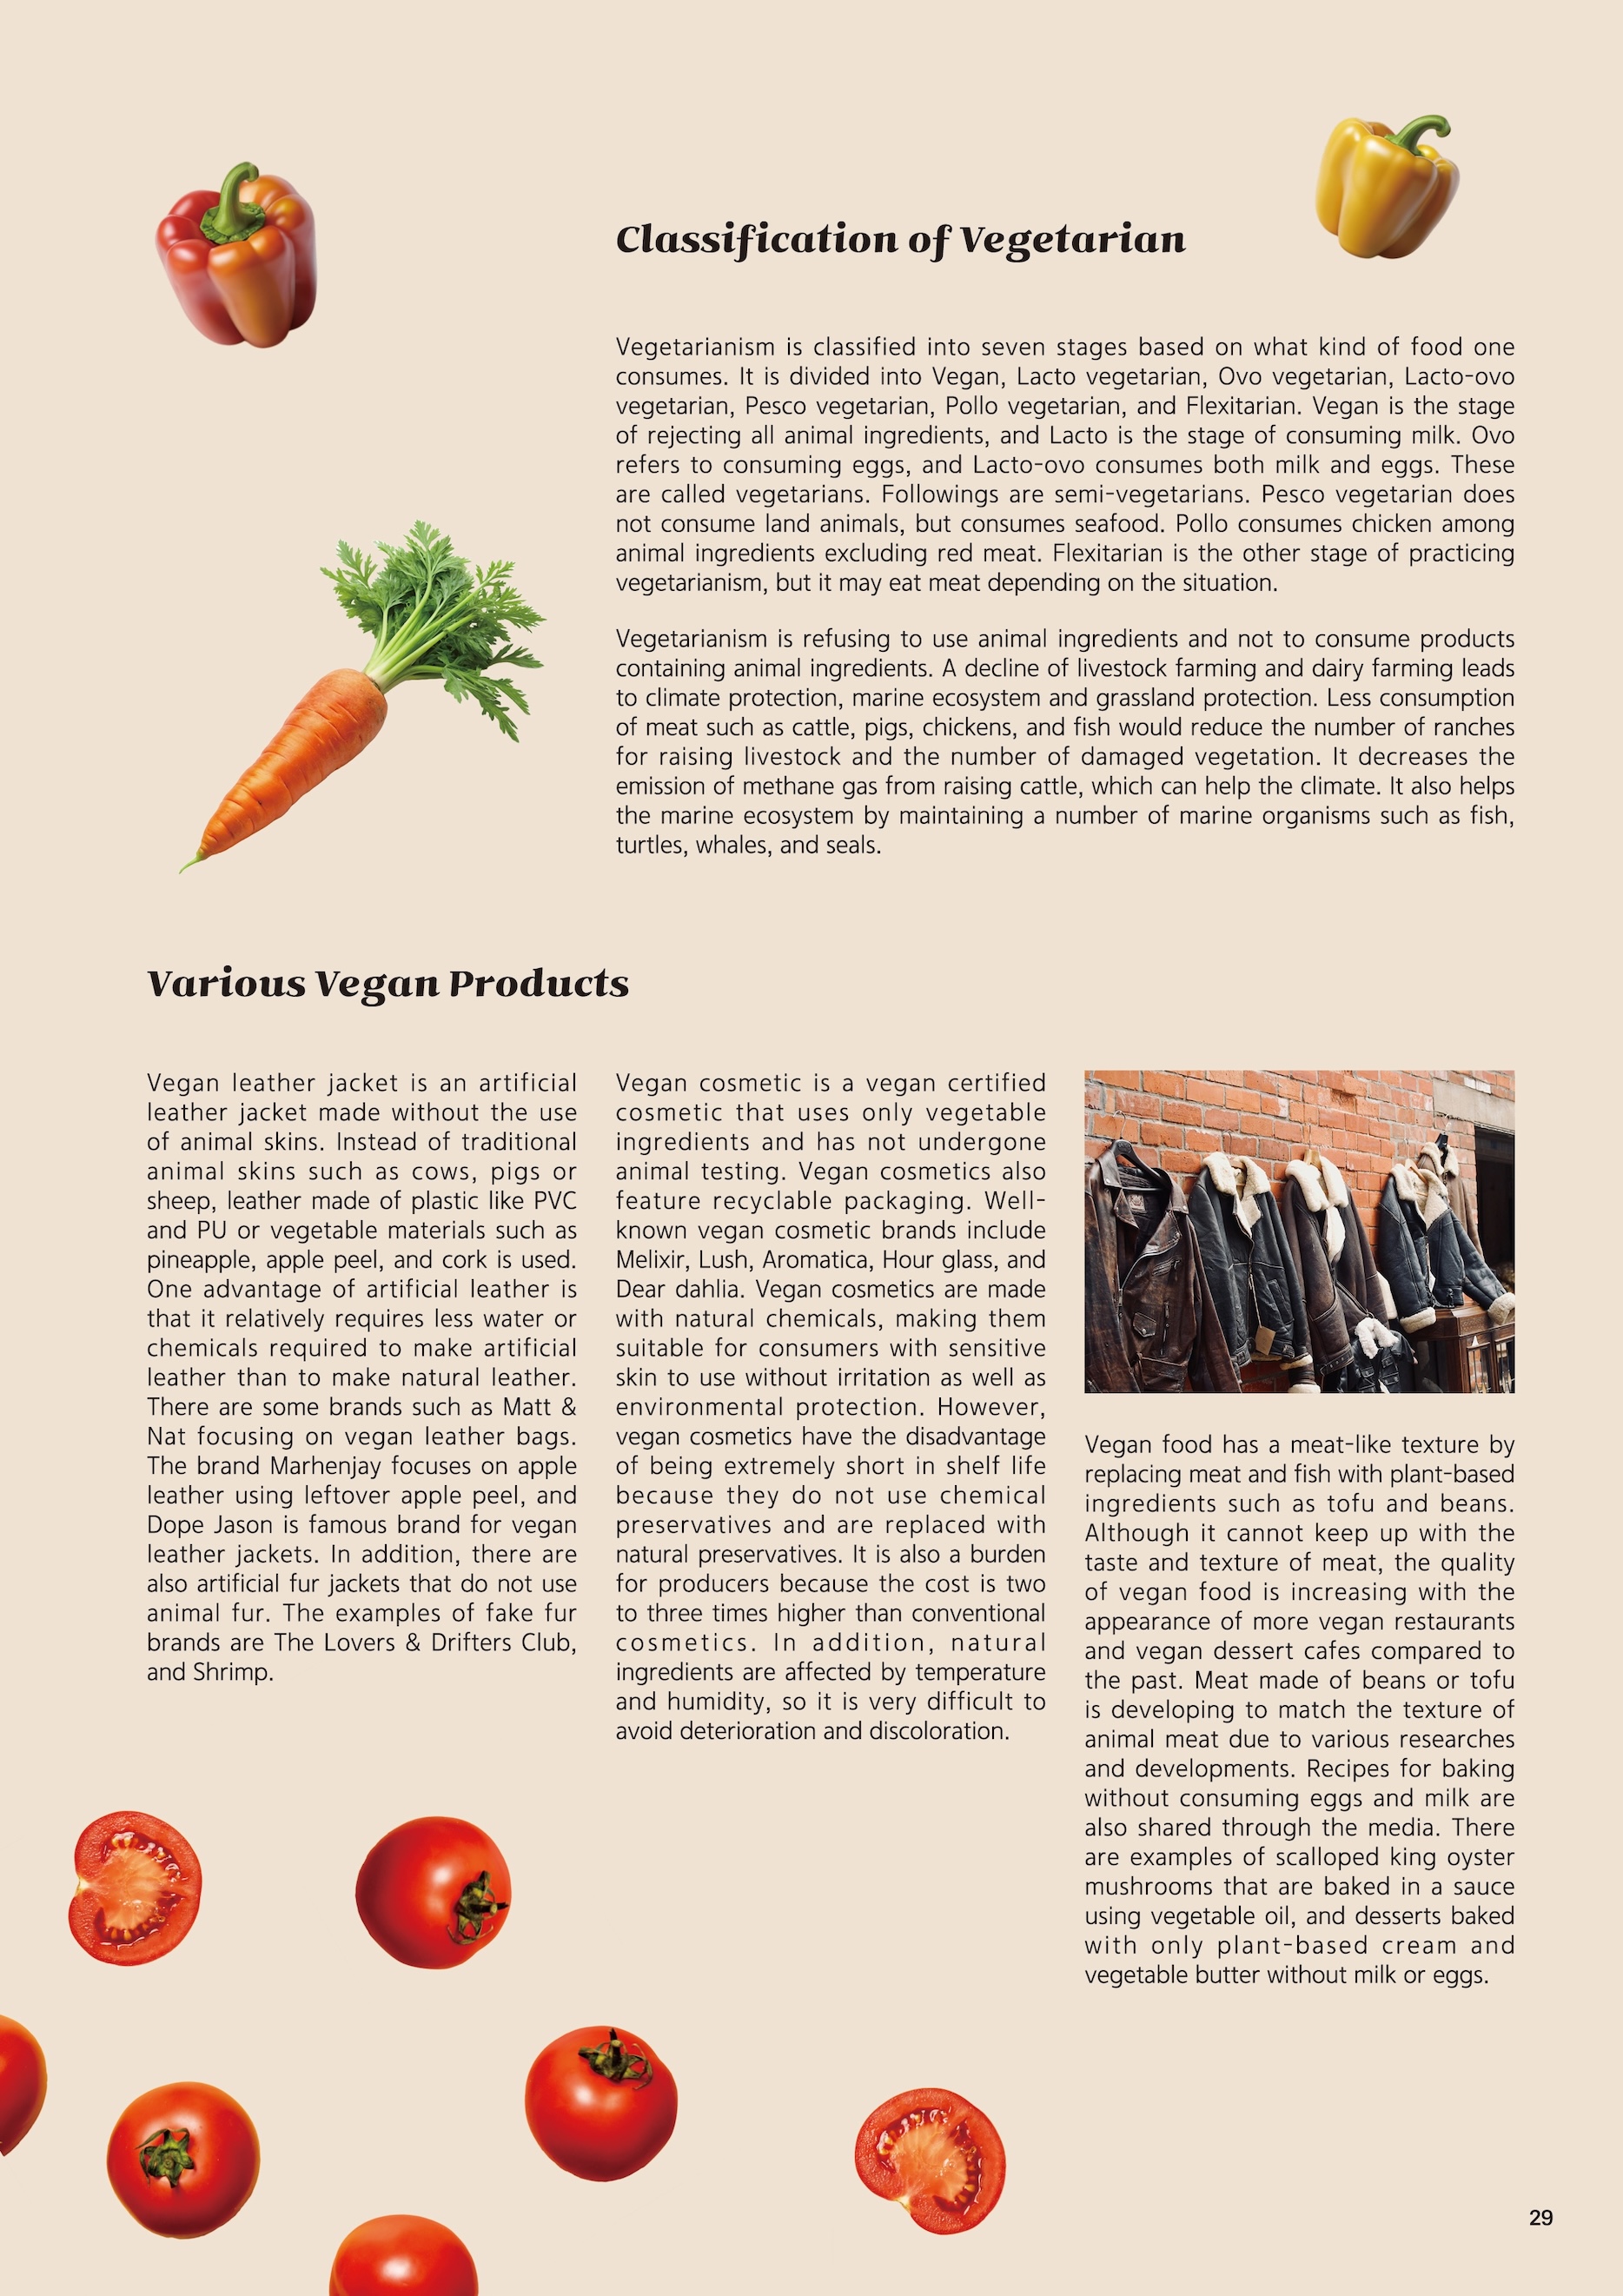 Classification of Vegetarian
Vegetarianism is classified into seven stages based on what kind of food one
consumes. It is divided into Vegan, Lacto vegetarian, Ovo vegetarian, Lacto-ovo
vegetarian, Pesco vegetarian, Pollo vegetarian, and Flexitarian. Vegan is the stage
of rejecting all animal ingredients, and Lacto is the stage of consuming milk. Ovo
refers to consuming eggs, and Lacto-ovo consumes both milk and eggs. These
are called vegetarians. Followings are semi-vegetarians. Pesco vegetarian does
not consume land animals, but consumes seafood. Pollo consumes chicken among
animal ingredients excluding red meat. Flexitarian is the other stage of practicing
vegetarianism, but it may eat meat depending on the situation.
Vegetarianism is refusing to use animal ingredients and not to consume products
containing animal ingredients. A decline of livestock farming and dairy farming leads
to climate protection, marine ecosystem and grassland protection. Less consumption
of meat such as cattle, pigs, chickens, and fish would reduce the number of ranches
for raising livestock and the number of damaged vegetation. It decreases the
emission of methane gas from raising cattle, which can help the climate. It also helps
the marine ecosystem by maintaining a number of marine organisms such as fish,
turtles, whales, and seals.
Various Vegan Products
Vegan leather jacket is an artificial
leather jacket made without the use
of animal skins. Instead of traditional
animal skins such as cows, pigs or
sheep, leather made of plastic like PVC
and PU or vegetable materials such as
pineapple, apple peel, and cork is used.
One advantage of artificial leather is
that it relatively requires less water or
chemicals required to make artificial
leather than to make natural leather.
There are some brands such as Matt &
Nat focusing on vegan leather bags.
The brand Marhenjay focuses on apple
leather using leftover apple peel, and
Dope Jason is famous brand for vegan
leather jackets. In addition, there are
also artificial fur jackets that do not use
animal fur. The examples of fake fur
brands are The Lovers & Drifters Club,
and Shrimp.
Vegan cosmetic is a vegan certified
cosmetic that uses only vegetable
ingredients and has not undergone
animal testing. Vegan cosmetics also
feature recyclable packaging. Well-
known vegan cosmetic brands include
Melixir, Lush, Aromatica, Hour glass, and
Dear dahlia. Vegan cosmetics are made
with natural chemicals, making them
suitable for consumers with sensitive
skin to use without irritation as well as
environmental protection. However,
vegan cosmetics have the disadvantage
of being extremely short in shelf life
because they do not use chemical
preservatives and are replaced with
natural preservatives. It is also a burden
for producers because the cost is two
to three times higher than conventional
cosmetics. In addition, natural
ingredients are affected by temperature
and humidity, so it is very difficult to
avoid deterioration and discoloration.
Vegan food has a meat-like texture by
replacing meat and fish with plant-based
ingredients such as tofu and beans.
Although it cannot keep up with the
taste and texture of meat, the quality
of vegan food is increasing with the
appearance of more vegan restaurants
and vegan dessert cafes compared to
the past. Meat made of beans or tofu
is developing to match the texture of
animal meat due to various researches
and developments. Recipes for baking
without consuming eggs and milk are
also shared through the media. There
are examples of scalloped king oyster
mushrooms that are baked in a sauce
using vegetable oil, and desserts baked
with only plant-based cream and
vegetable butter without milk or eggs.
29